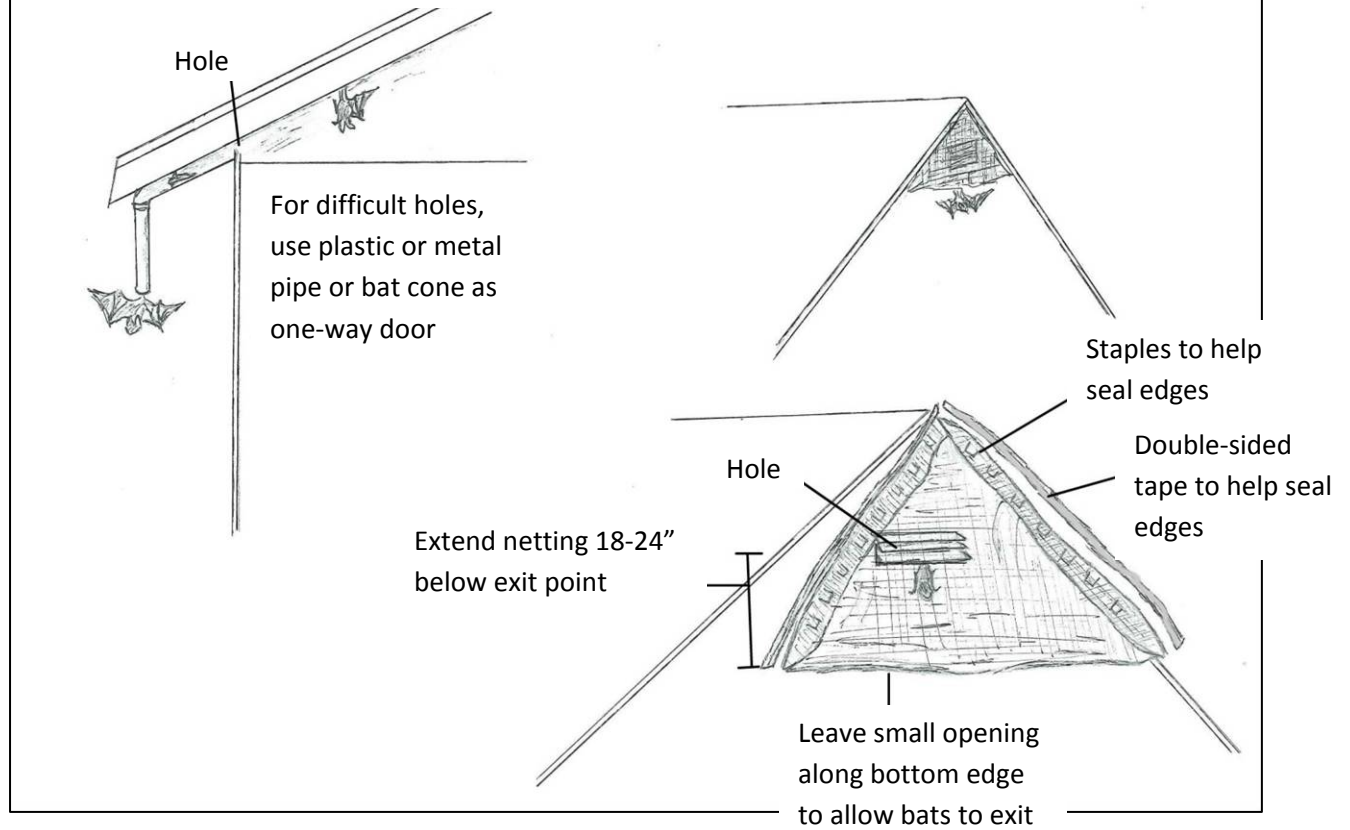 Hole
For difficult holes,
use plastic or metal
pipe or bat cone as
one-way door
Staples to help
seal edges
Double-sided
tape to help seal
edges
Hole
Extend netting 18-24”
below exit point
Leave small opening
along bottom edge
to allow bats to exit